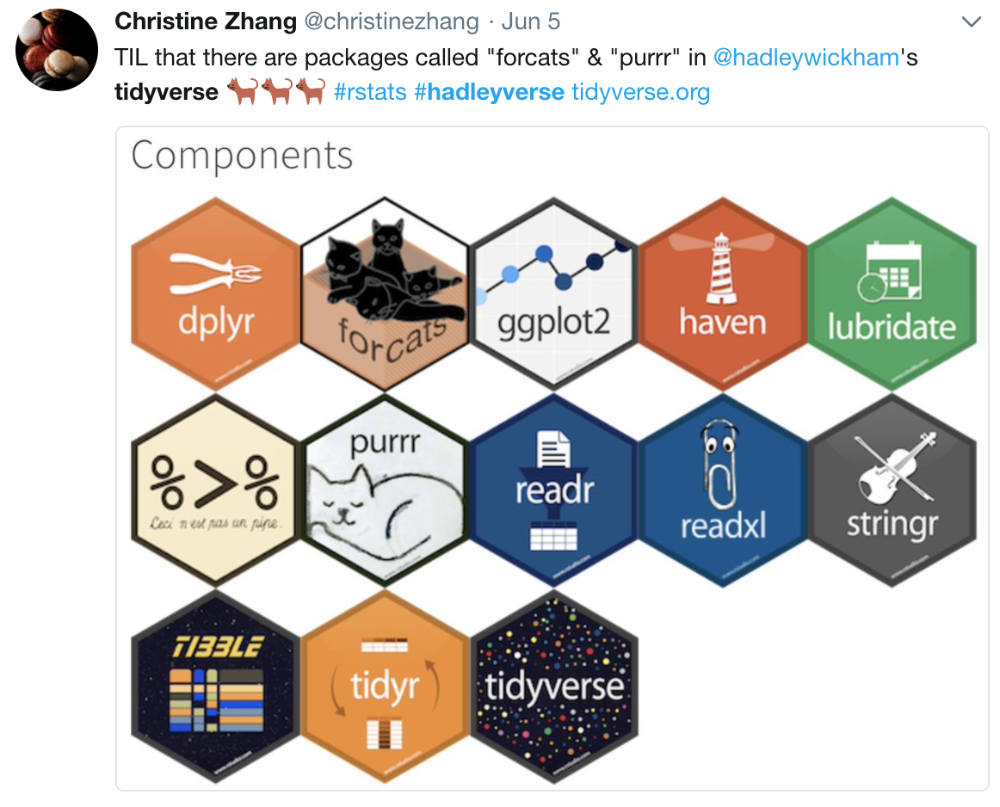 Christine Zhang @christinezhang · Jun 5
TIL that there are packages called "forcats" & "purrr" in @hadleywickham's
tidyverse 🐈🐈🐈 #rstats #hadleyverse tidyverse.org
Components
dplyr
forcats
ggplot2
haven
lubridate
%>%
Ceci n'est pas un pipe.
purrr
readr
readxl
stringr
TIBBLE
tidyr
tidyverse